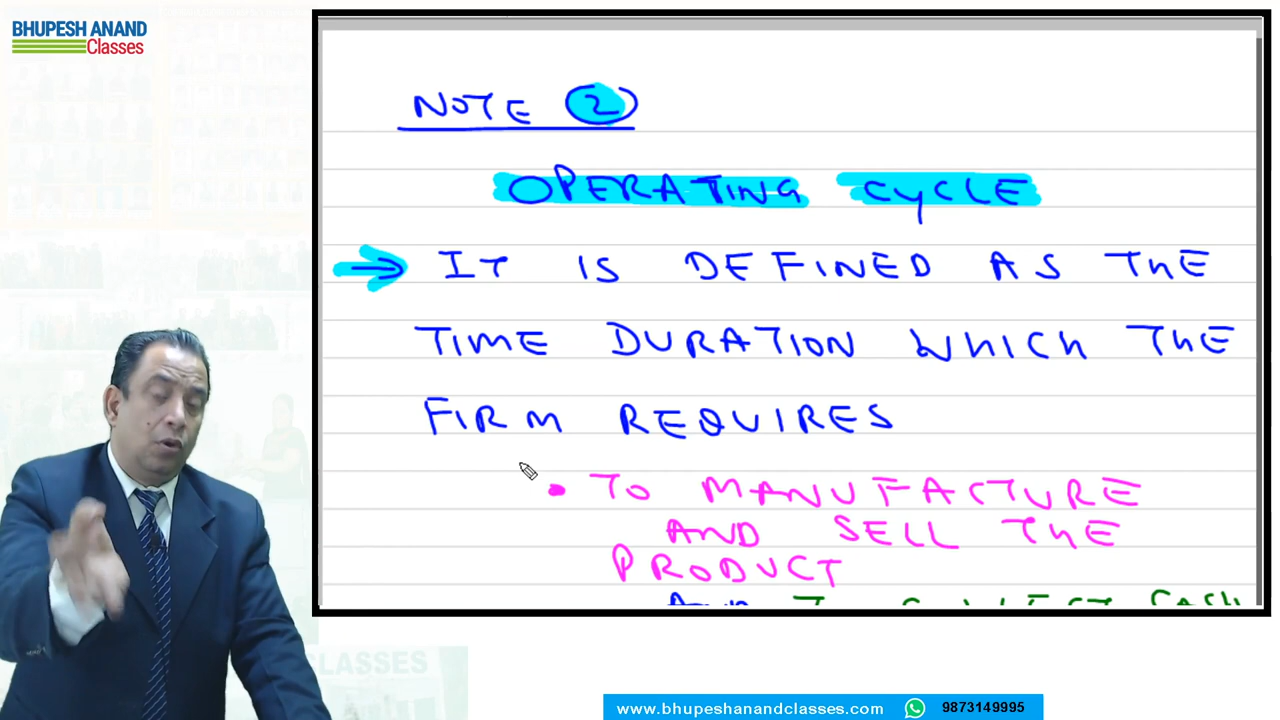 BHUPESH ANAND
Classes
NOTE (2)
OPERATING CYCLE
→ IT IS DEFINED AS THE
TIME DURATION WHICH THE
FIRM REQUIRES
• TO MANUFACTURE
AND SELL THE
PRODUCT
CLASSES
www.bhupeshanandclasses.com 9873149995